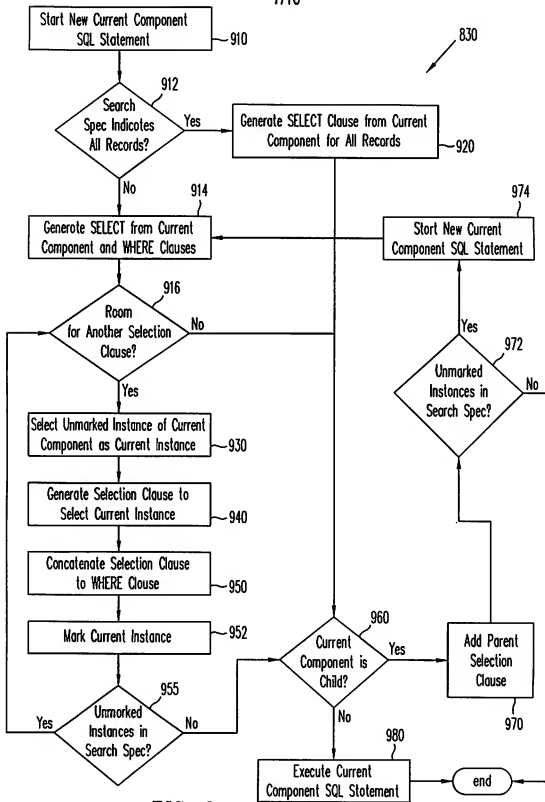 Start New Current Component
SQL Statement
910
830
912
Search
Spec Indicates
All Records?
Yes
No
Generate SELECT Clause from Current
Component for All Records
920
914
Generate SELECT from Current
Component and WHERE Clauses
974
Start New Current
Component SQL Statement
916
Room
for Another Selection
Clause?
No
Yes
Yes
972
Unmarked
Instances in
Search Spec?
No
Select Unmarked Instance of Current
Component as Current Instance
930
Generate Selection Clause to
Select Current Instance
940
Concatenate Selection Clause
to WHERE Clause
950
Mark Current Instance
952
960
Current
Component is
Child?
Yes
No
Add Parent
Selection
Clause
970
955
Unmarked
Instances in
Search Spec?
Yes
No
980
Execute Current
Component SQL Statement
end